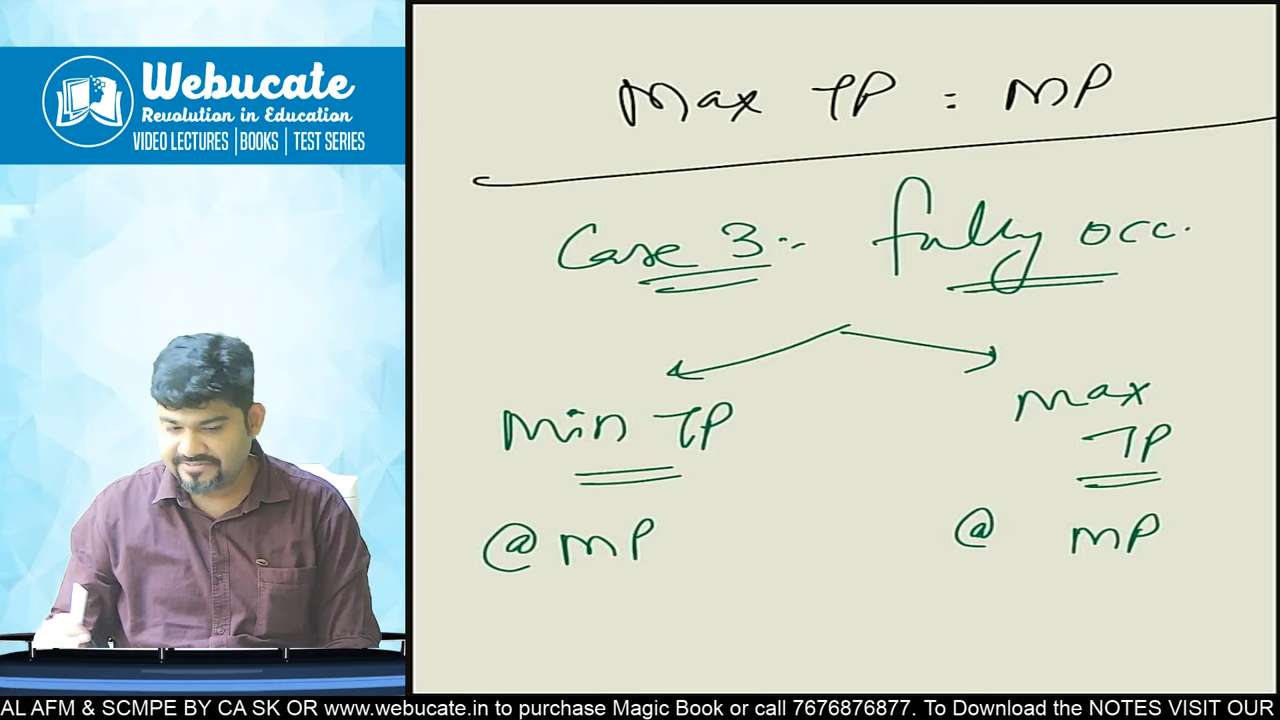 Webucate
Revolution in Education
VIDEO LECTURES | BOOKS | TEST SERIES
Max TP = MP
Case 3:- fully occ.
Min TP
Max
TP
@ MP
@ MP
AL AFM & SCMPE BY CA SK OR www.webucate.in to purchase Magic Book or call 7676876877. To Download the NOTES VISIT OUR